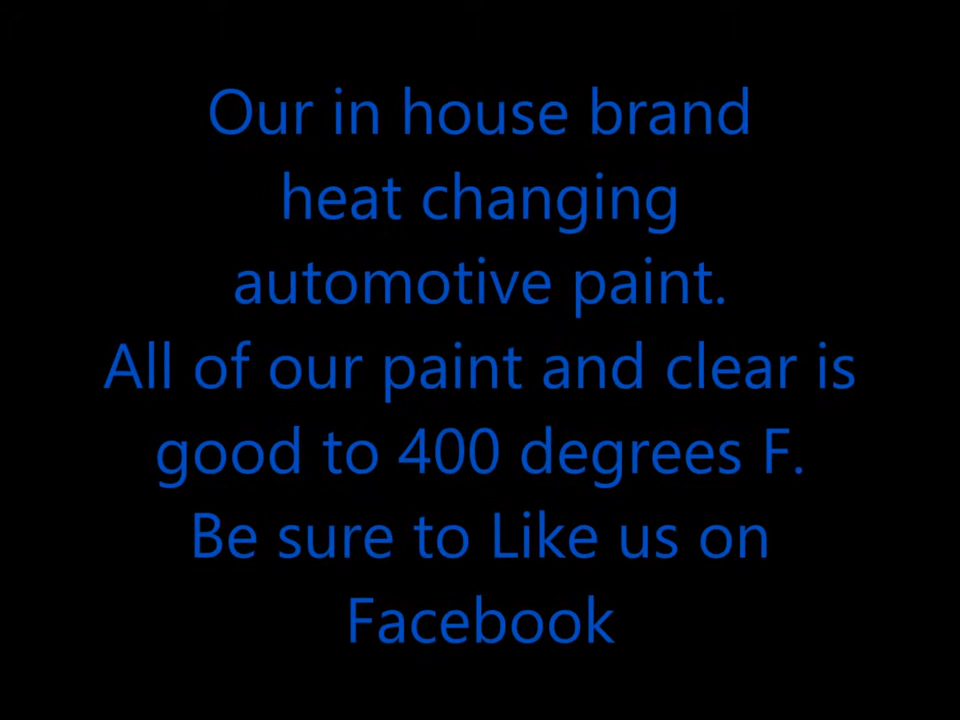 Our in house brand
heat changing
automotive paint.
All of our paint and clear is
good to 400 degrees F.
Be sure to Like us on
Facebook